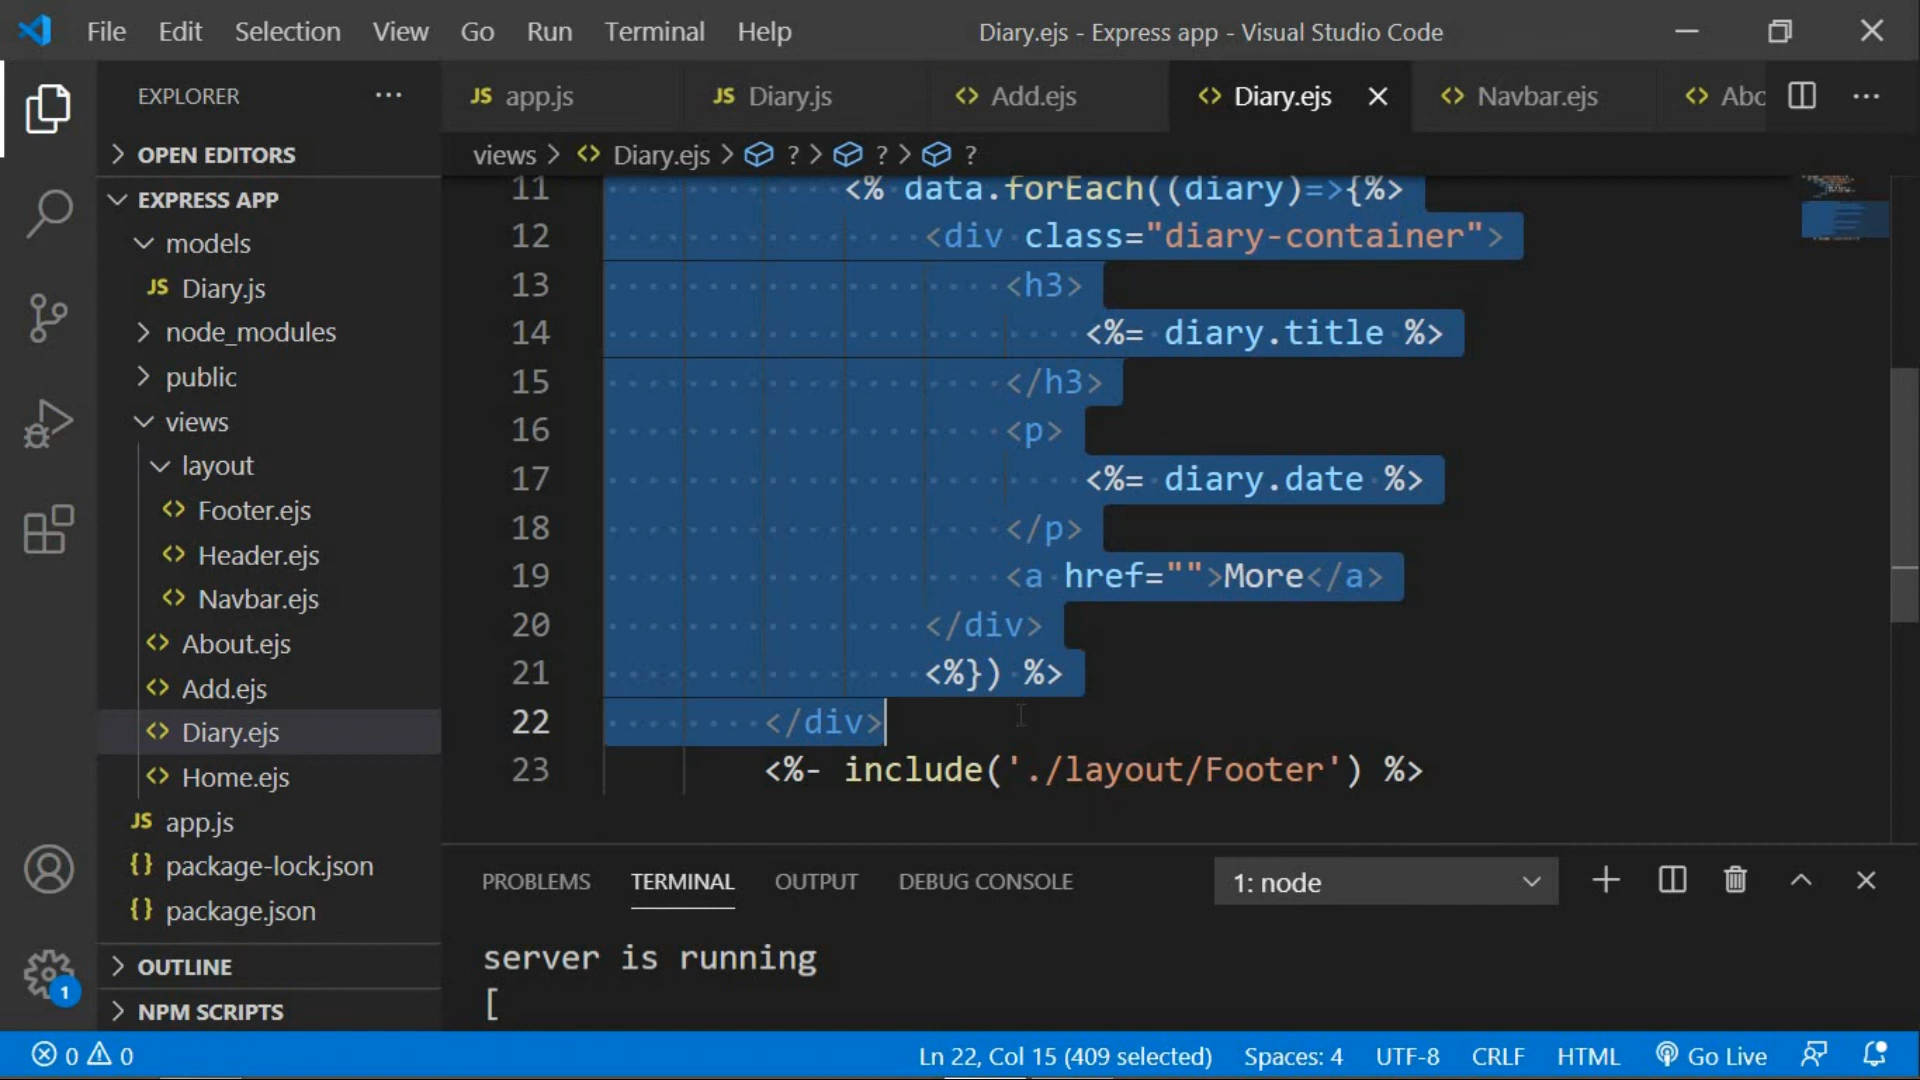 File Edit Selection View Go Run Terminal Help Diary.ejs - Express app - Visual Studio Code
EXPLORER ···
JS app.js JS Diary.js <> Add.ejs <> Diary.ejs <> Navbar.ejs <> Abc ···
OPEN EDITORS
views > <> Diary.ejs > ? > ? > ?
EXPRESS APP
models
JS Diary.js
node_modules
public
views
layout
<> Footer.ejs
<> Header.ejs
<> Navbar.ejs
<> About.ejs
<> Add.ejs
<> Diary.ejs
<> Home.ejs
JS app.js
{} package-lock.json
{} package.json
OUTLINE
NPM SCRIPTS
1
11 <% data.forEach((diary)=>{%>
12 <div class="diary-container">
13 <h3>
14 <%= diary.title %>
15 </h3>
16 <p>
17 <%= diary.date %>
18 </p>
19 <a href="">More</a>
20 </div>
21 <%}) %>
22 </div>
23 <%- include('./layout/Footer') %>
PROBLEMS TERMINAL OUTPUT DEBUG CONSOLE 1: node
server is running
[
0 0 Ln 22, Col 15 (409 selected) Spaces: 4 UTF-8 CRLF HTML Go Live